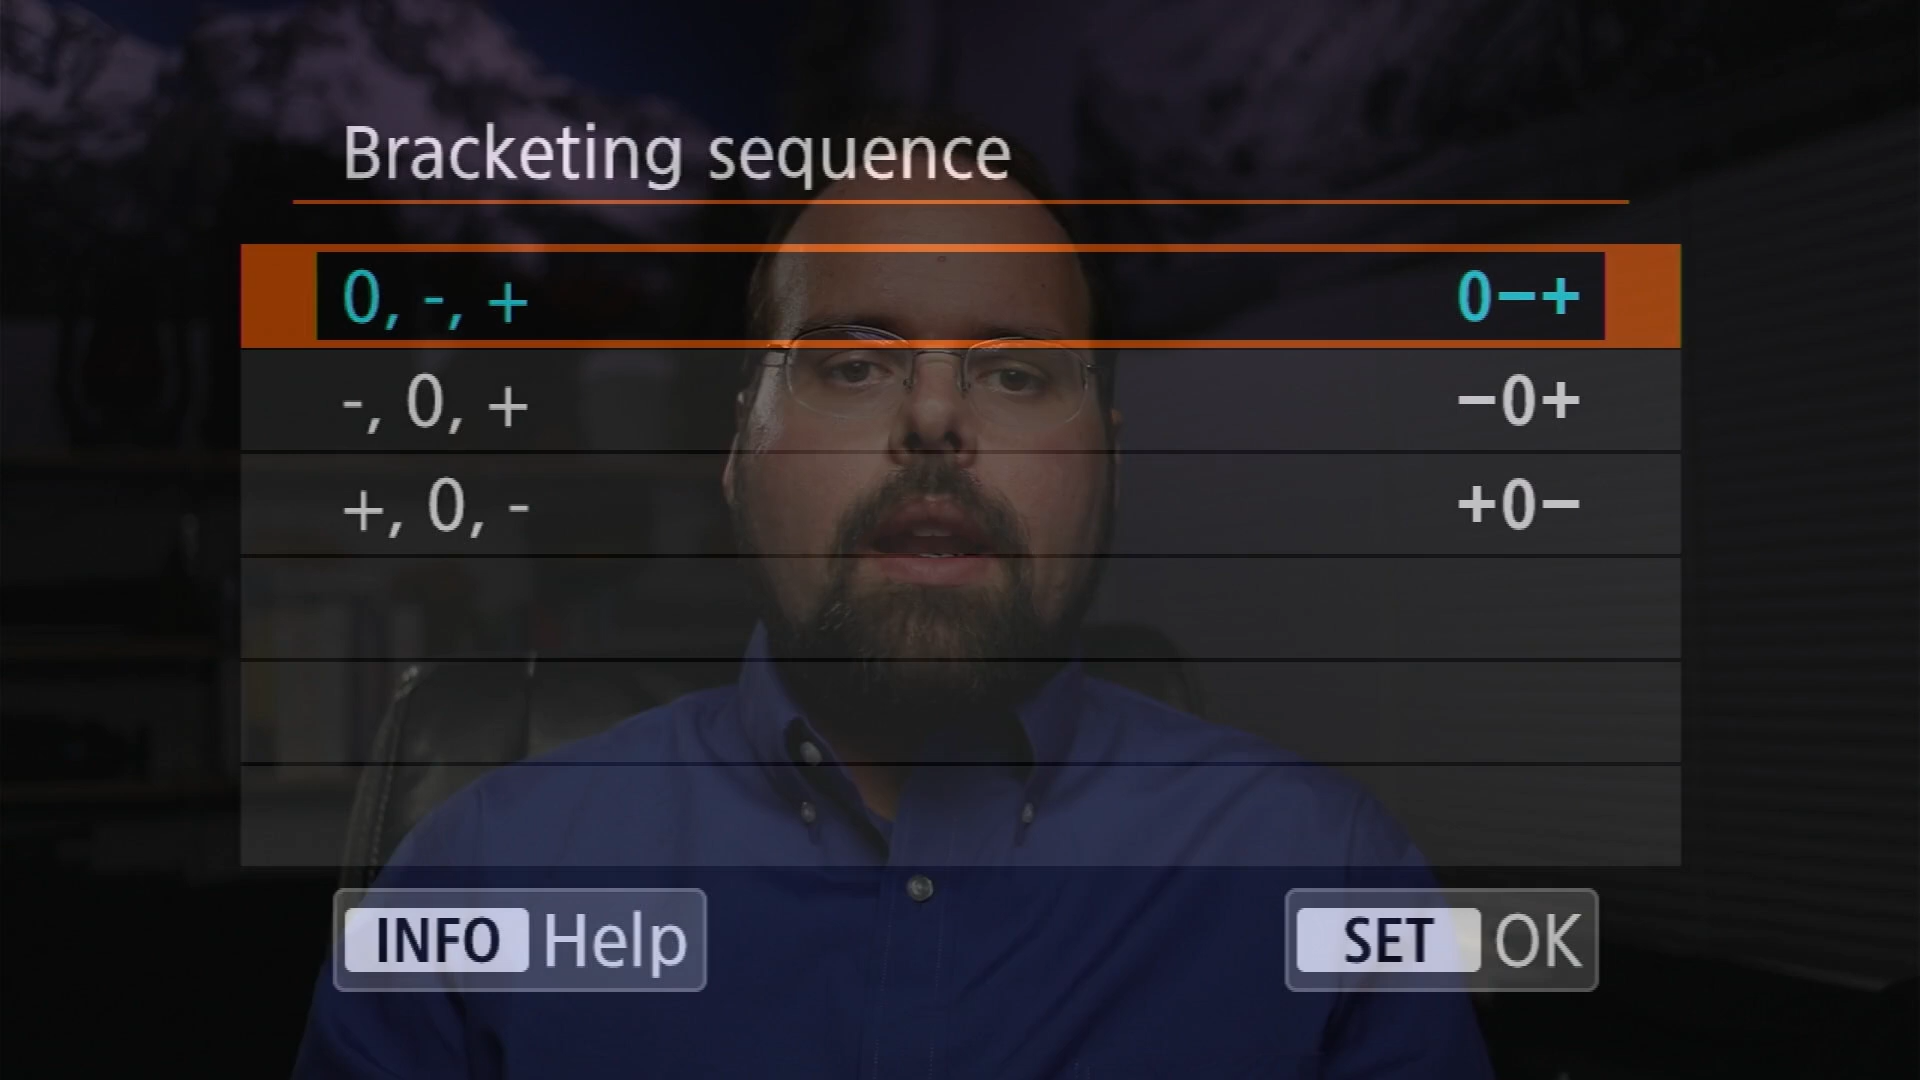 Bracketing sequence
0, -, + 0−+
-, 0, + −0+
+, 0, - +0−
INFO Help SET OK